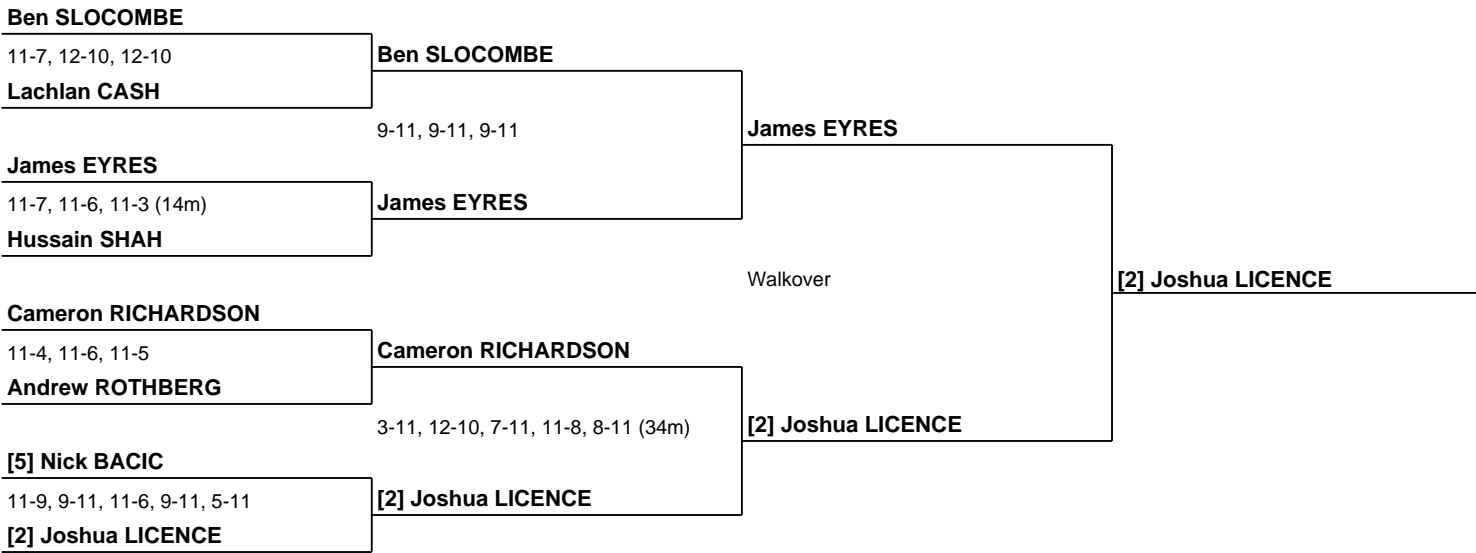 Ben SLOCOMBE
11-7, 12-10, 12-10
Ben SLOCOMBE
Lachlan CASH
9-11, 9-11, 9-11
James EYRES
James EYRES
11-7, 11-6, 11-3 (14m)
James EYRES
Hussain SHAH
Walkover
[2] Joshua LICENCE
Cameron RICHARDSON
11-4, 11-6, 11-5
Cameron RICHARDSON
Andrew ROTHBERG
3-11, 12-10, 7-11, 11-8, 8-11 (34m)
[2] Joshua LICENCE
[5] Nick BACIC
11-9, 9-11, 11-6, 9-11, 5-11
[2] Joshua LICENCE
[2] Joshua LICENCE